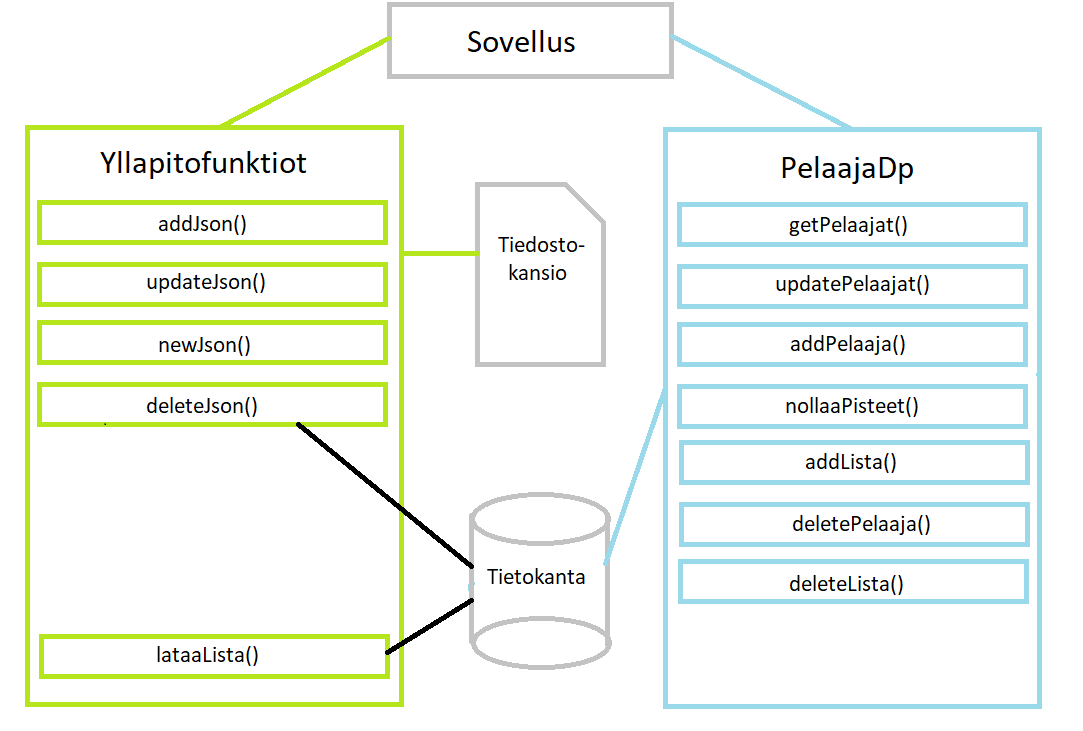 Sovellus
Yllapitofunktiot
addJson()
updateJson()
newJson()
deleteJson()
lataaLista()
Tiedosto-
kansio
Tietokanta
PelaajaDp
getPelaajat()
updatePelaajat()
addPelaaja()
nollaaPisteet()
addLista()
deletePelaaja()
deleteLista()